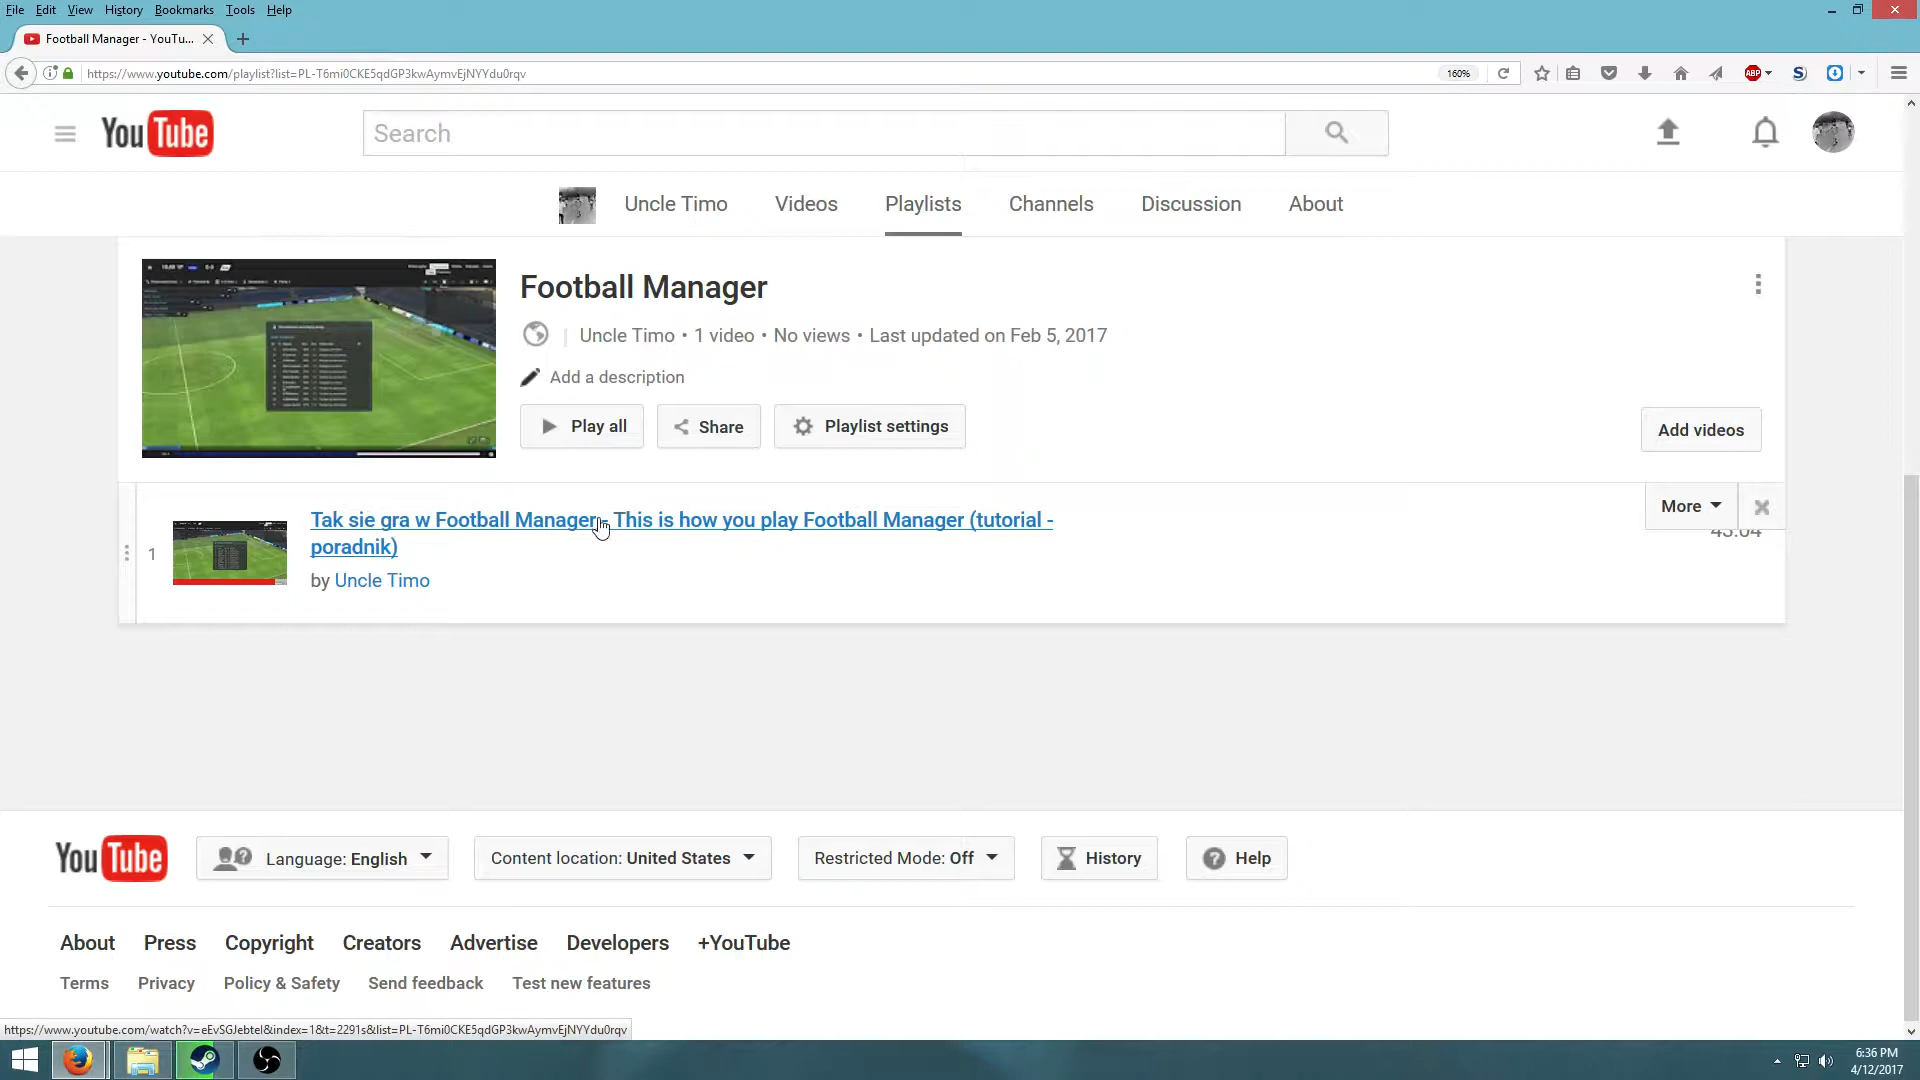 File Edit View History Bookmarks Tools Help
Football Manager - YouTu...
https://www.youtube.com/playlist?list=PL-T6mi0CKE5qdGP3kwAymvEjNYYdu0rqv
160%
ABP
S
YouTube
Search
Uncle Timo Videos Playlists Channels Discussion About
Football Manager
Uncle Timo • 1 video • No views • Last updated on Feb 5, 2017
Add a description
Play all Share Playlist settings
Add videos
1
Tak sie gra w Football Manager - This is how you play Football Manager (tutorial -
poradnik)
by Uncle Timo
More
YouTube
Language: English
Content location: United States
Restricted Mode: Off
History
Help
About Press Copyright Creators Advertise Developers +YouTube
Terms Privacy Policy & Safety Send feedback Test new features
https://www.youtube.com/watch?v=eEvSGJebteI&index=1&t=2291s&list=PL-T6mi0CKE5qdGP3kwAymvEjNYYdu0rqv
6:36 PM
4/12/2017